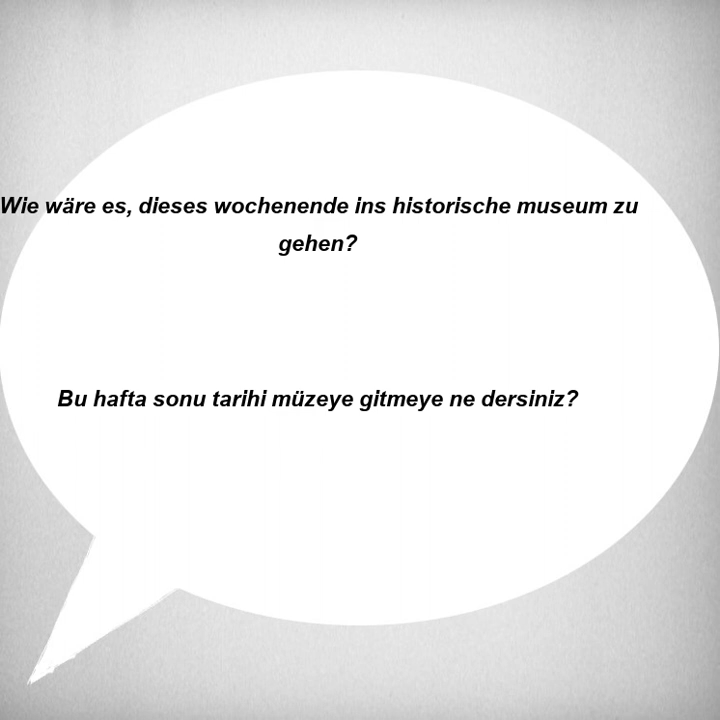 Wie wäre es, dieses wochenende ins historische museum zu
gehen?
Bu hafta sonu tarihi müzeye gitmeye ne dersiniz?